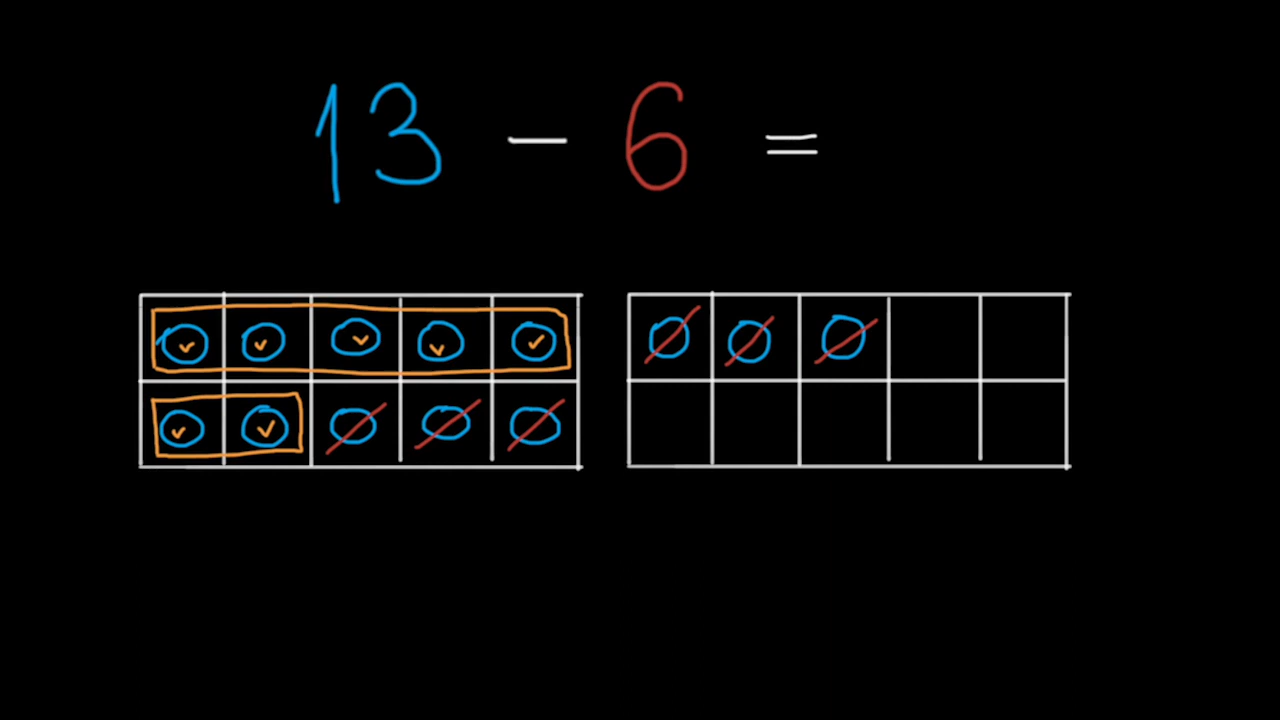 13 - 6 =